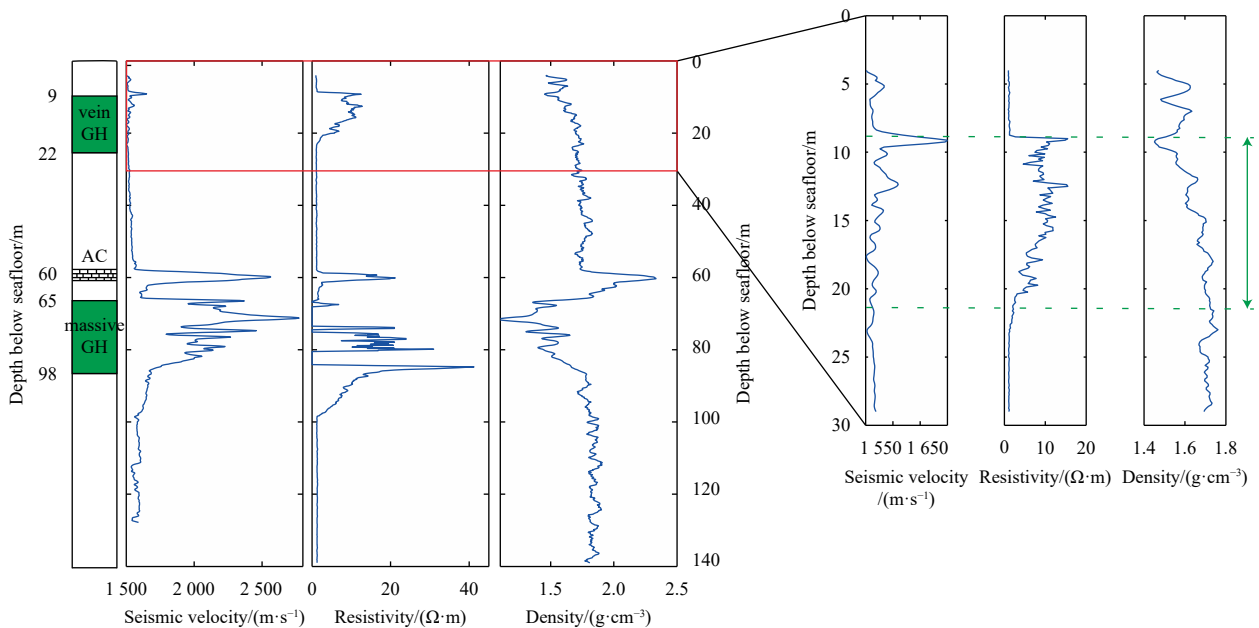 Depth below seafloor/m
9
vein
GH
22
AC
60
65
massive
GH
98
1 500 2 000 2 500
Seismic velocity/(m·s⁻¹)
0 20 40
Resistivity/(Ω·m)
1.5 2.0 2.5
Density/(g·cm⁻³)
0
20
40
60
80
100
120
140
Depth below seafloor/m
Depth below seafloor/m
0
5
10
15
20
25
30
1 550 1 650
Seismic velocity
/(m·s⁻¹)
0 10 20
Resistivity/(Ω·m)
1.4 1.6 1.8
Density/(g·cm⁻³)